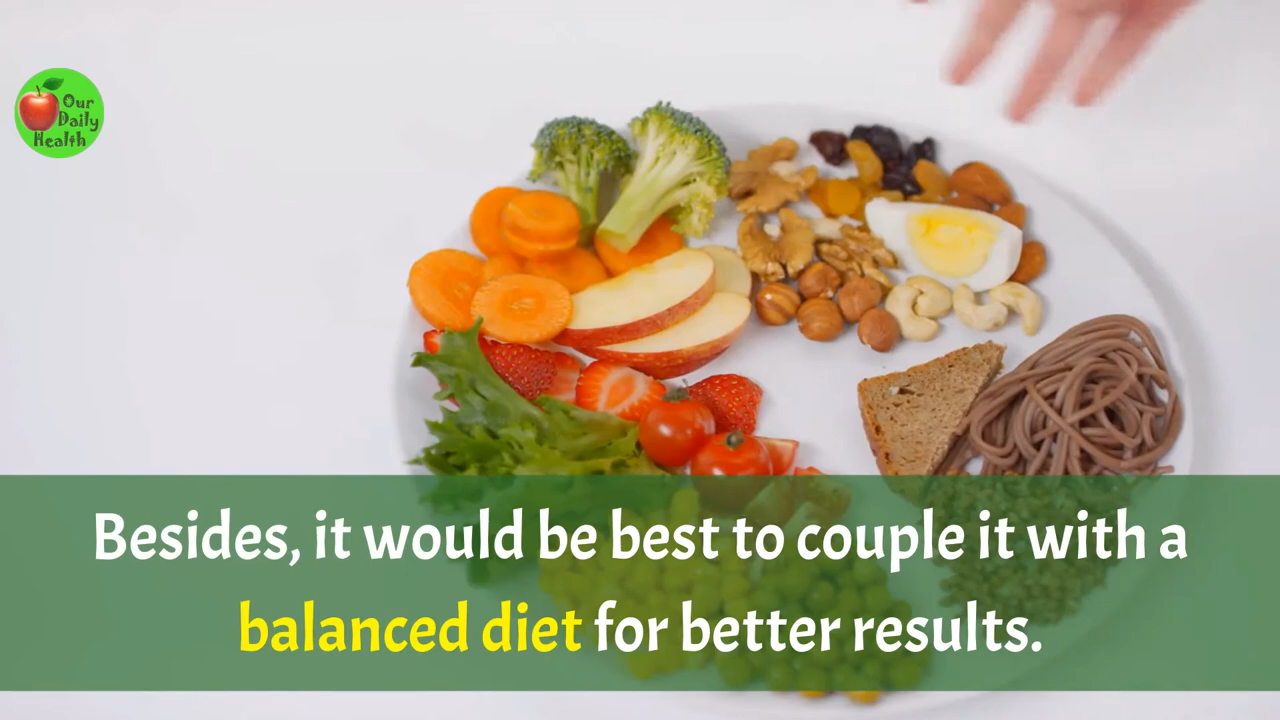 Our
Daily
Health
Besides, it would be best to couple it with a
balanced diet for better results.